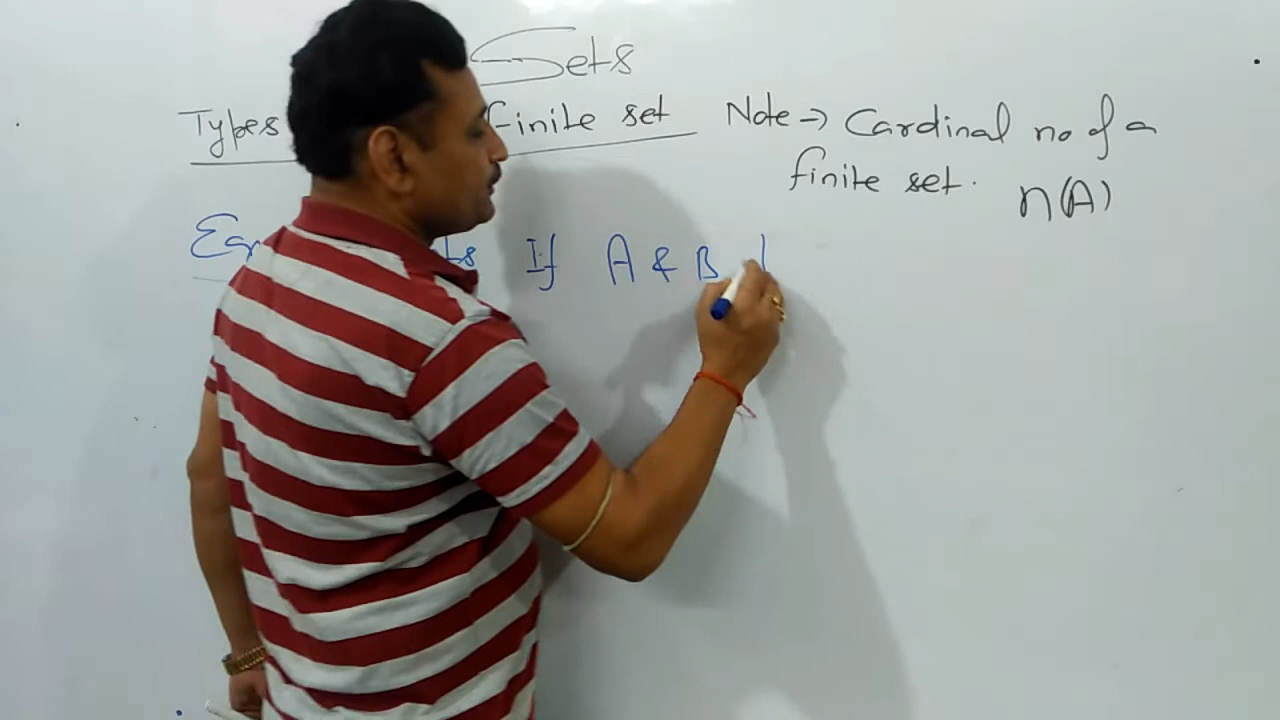 Sets
Types finite set Note → Cardinal no of a
finite set. n(A)
If A & B